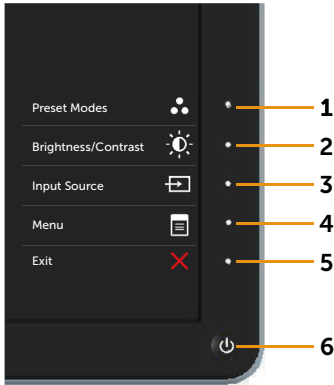 Preset Modes 1
Brightness/Contrast 2
Input Source 3
Menu 4
Exit 5
6